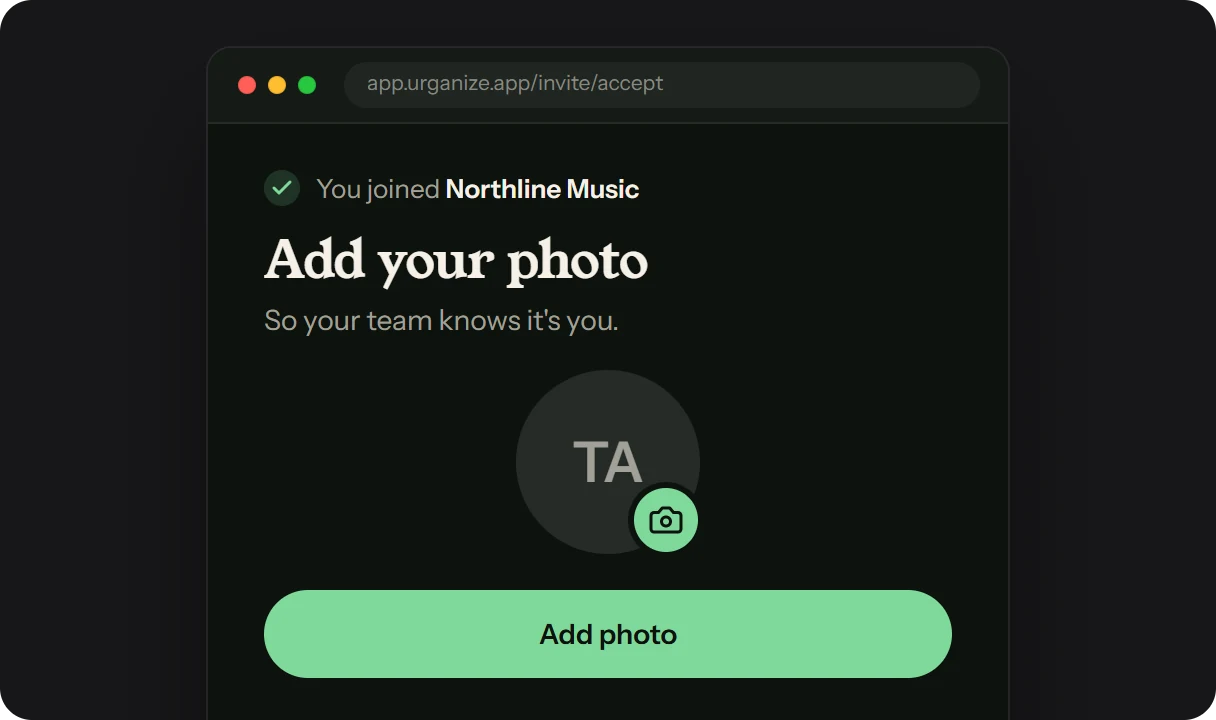 app.urganize.app/invite/accept
You joined Northline Music
Add your photo
So your team knows it's you.
TA
Add photo